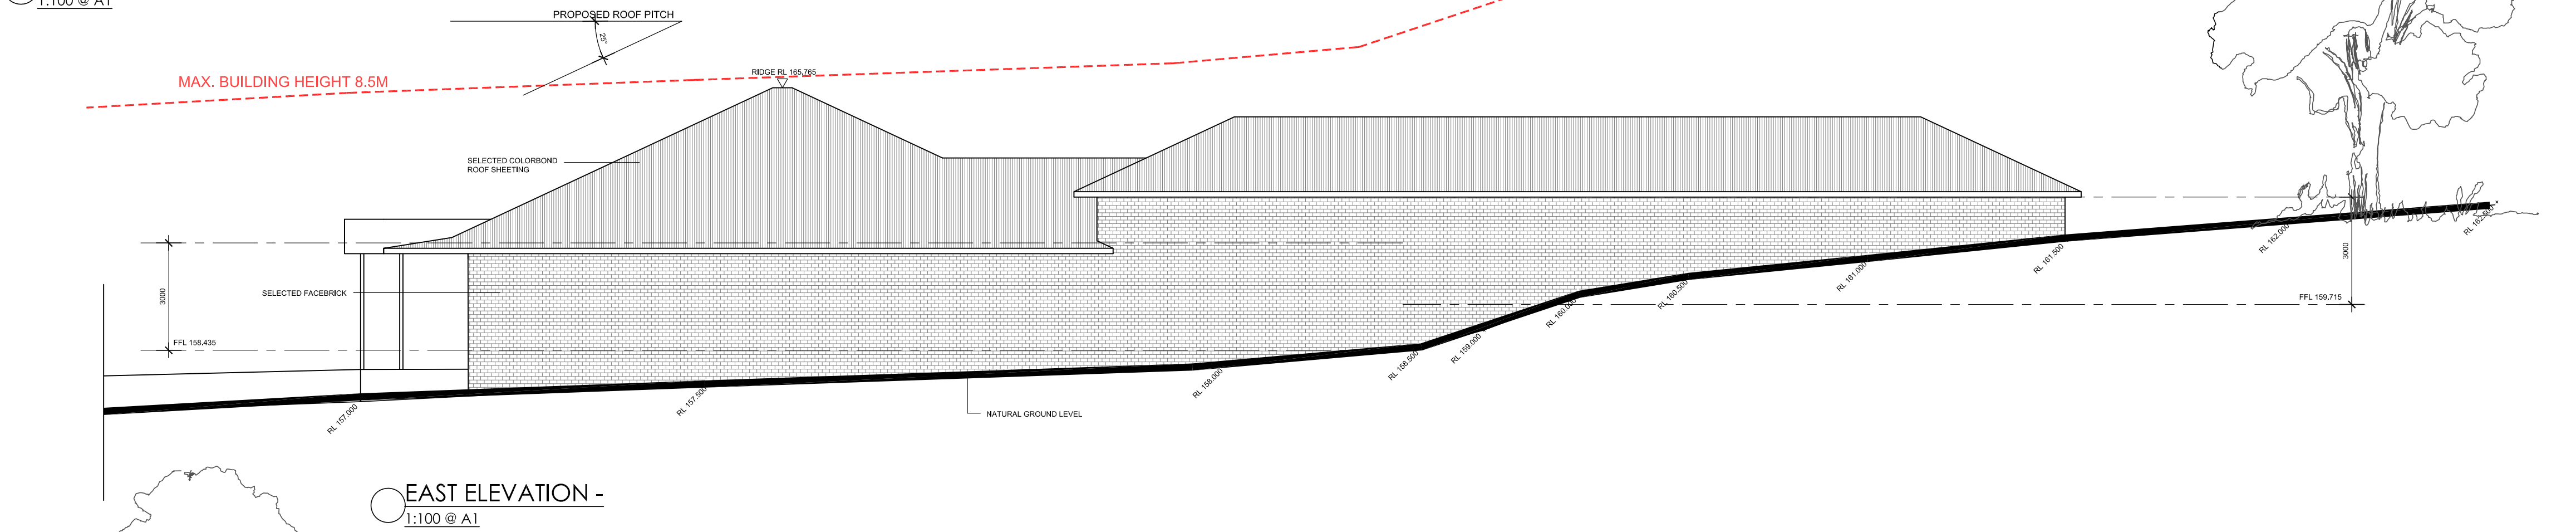 1:100 @ A1
PROPOSED ROOF PITCH
25°
MAX. BUILDING HEIGHT 8.5M
RIDGE RL 165,765
SELECTED COLORBOND
ROOF SHEETING
3000
SELECTED FACEBRICK
FFL 158,435
RL 157.000
RL 157.500
NATURAL GROUND LEVEL
RL 158.000
RL 158.500
RL 159.000
RL 160.000
RL 160.500
RL 161.000
RL 161.500
RL 162.000
RL 162.500
3000
FFL 159,715
EAST ELEVATION -
1:100 @ A1